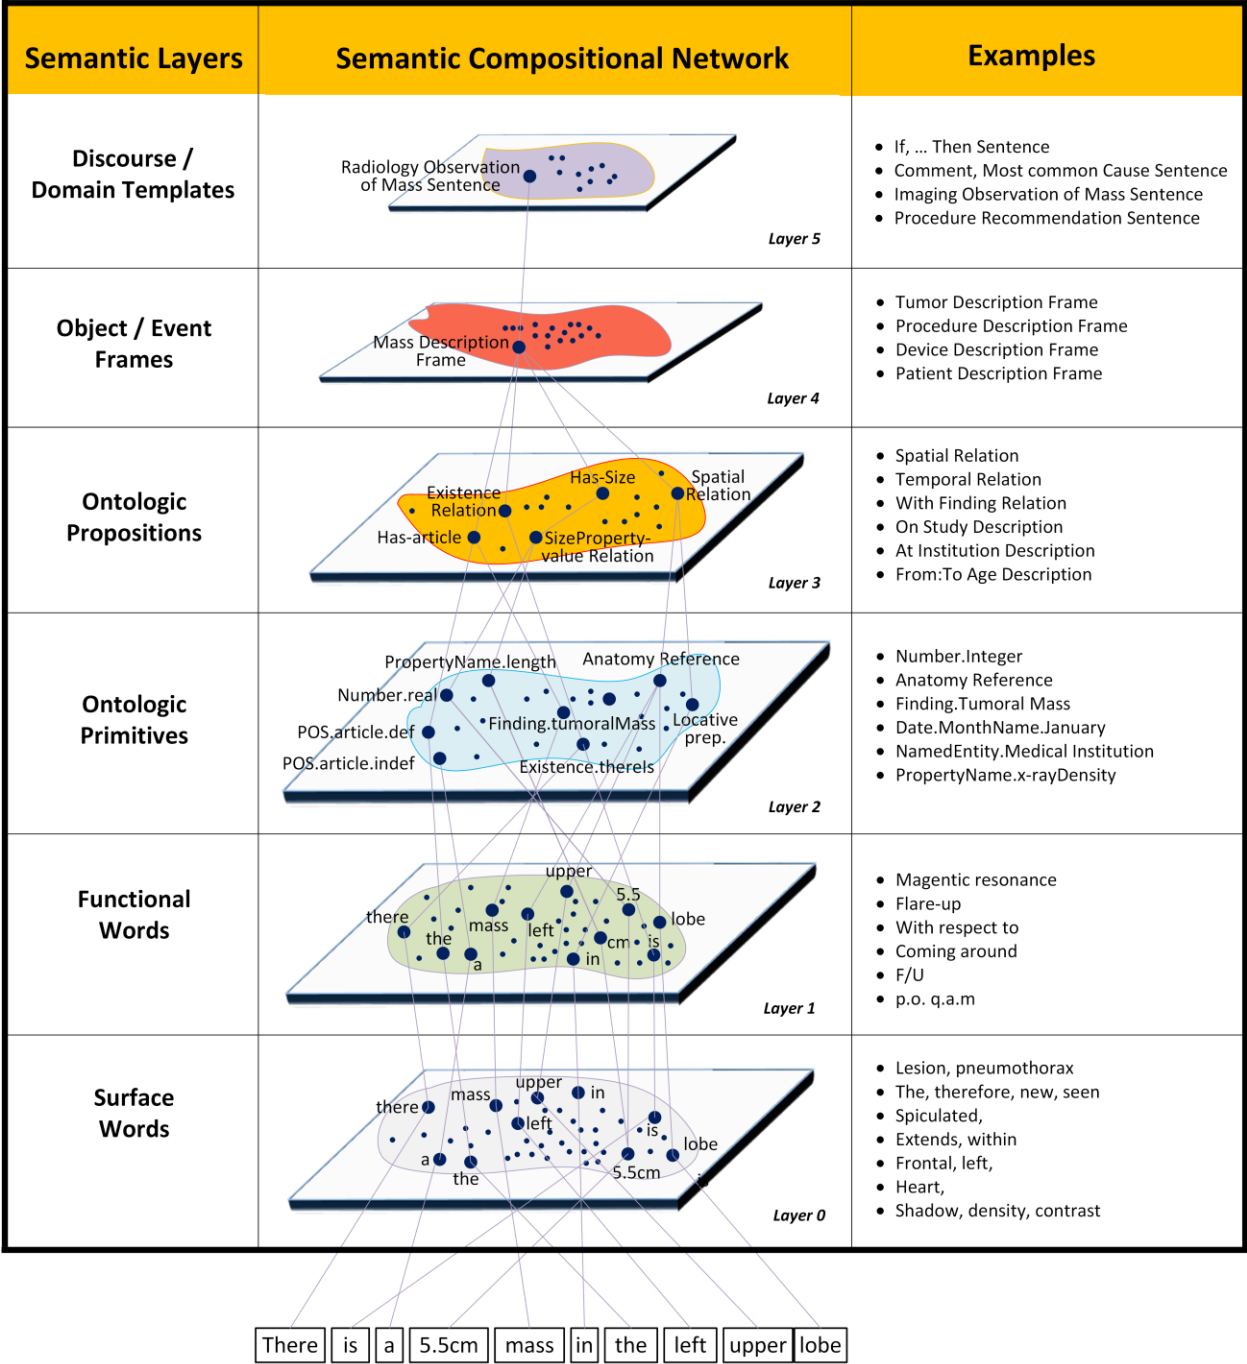 Semantic Layers
Semantic Compositional Network
Examples
Discourse /
Domain Templates
Radiology Observation
of Mass Sentence
Layer 5
• If, ... Then Sentence
• Comment, Most common Cause Sentence
• Imaging Observation of Mass Sentence
• Procedure Recommendation Sentence
Object / Event
Frames
Mass Description
Frame
Layer 4
• Tumor Description Frame
• Procedure Description Frame
• Device Description Frame
• Patient Description Frame
Ontologic
Propositions
Has-Size
Spatial
Relation
Existence
Relation
Has-article
SizeProperty-
value Relation
Layer 3
• Spatial Relation
• Temporal Relation
• With Finding Relation
• On Study Description
• At Institution Description
• From:To Age Description
Ontologic
Primitives
PropertyName.length
Anatomy Reference
Number.real
Finding.tumoralMass
Locative
prep.
POS.article.def
POS.article.indef
Existence.thereIs
Layer 2
• Number.Integer
• Anatomy Reference
• Finding.Tumoral Mass
• Date.MonthName.January
• NamedEntity.Medical Institution
• PropertyName.x-rayDensity
Functional
Words
upper
5.5
there
mass
left
lobe
the
cm
is
a
in
Layer 1
• Magentic resonance
• Flare-up
• With respect to
• Coming around
• F/U
• p.o. q.a.m
Surface
Words
upper
in
mass
there
left
is
lobe
a
the
5.5cm
is
Layer 0
• Lesion, pneumothorax
• The, therefore, new, seen
• Spiculated,
• Extends, within
• Frontal, left,
• Heart,
• Shadow, density, contrast
There is a 5.5cm mass in the left upper lobe